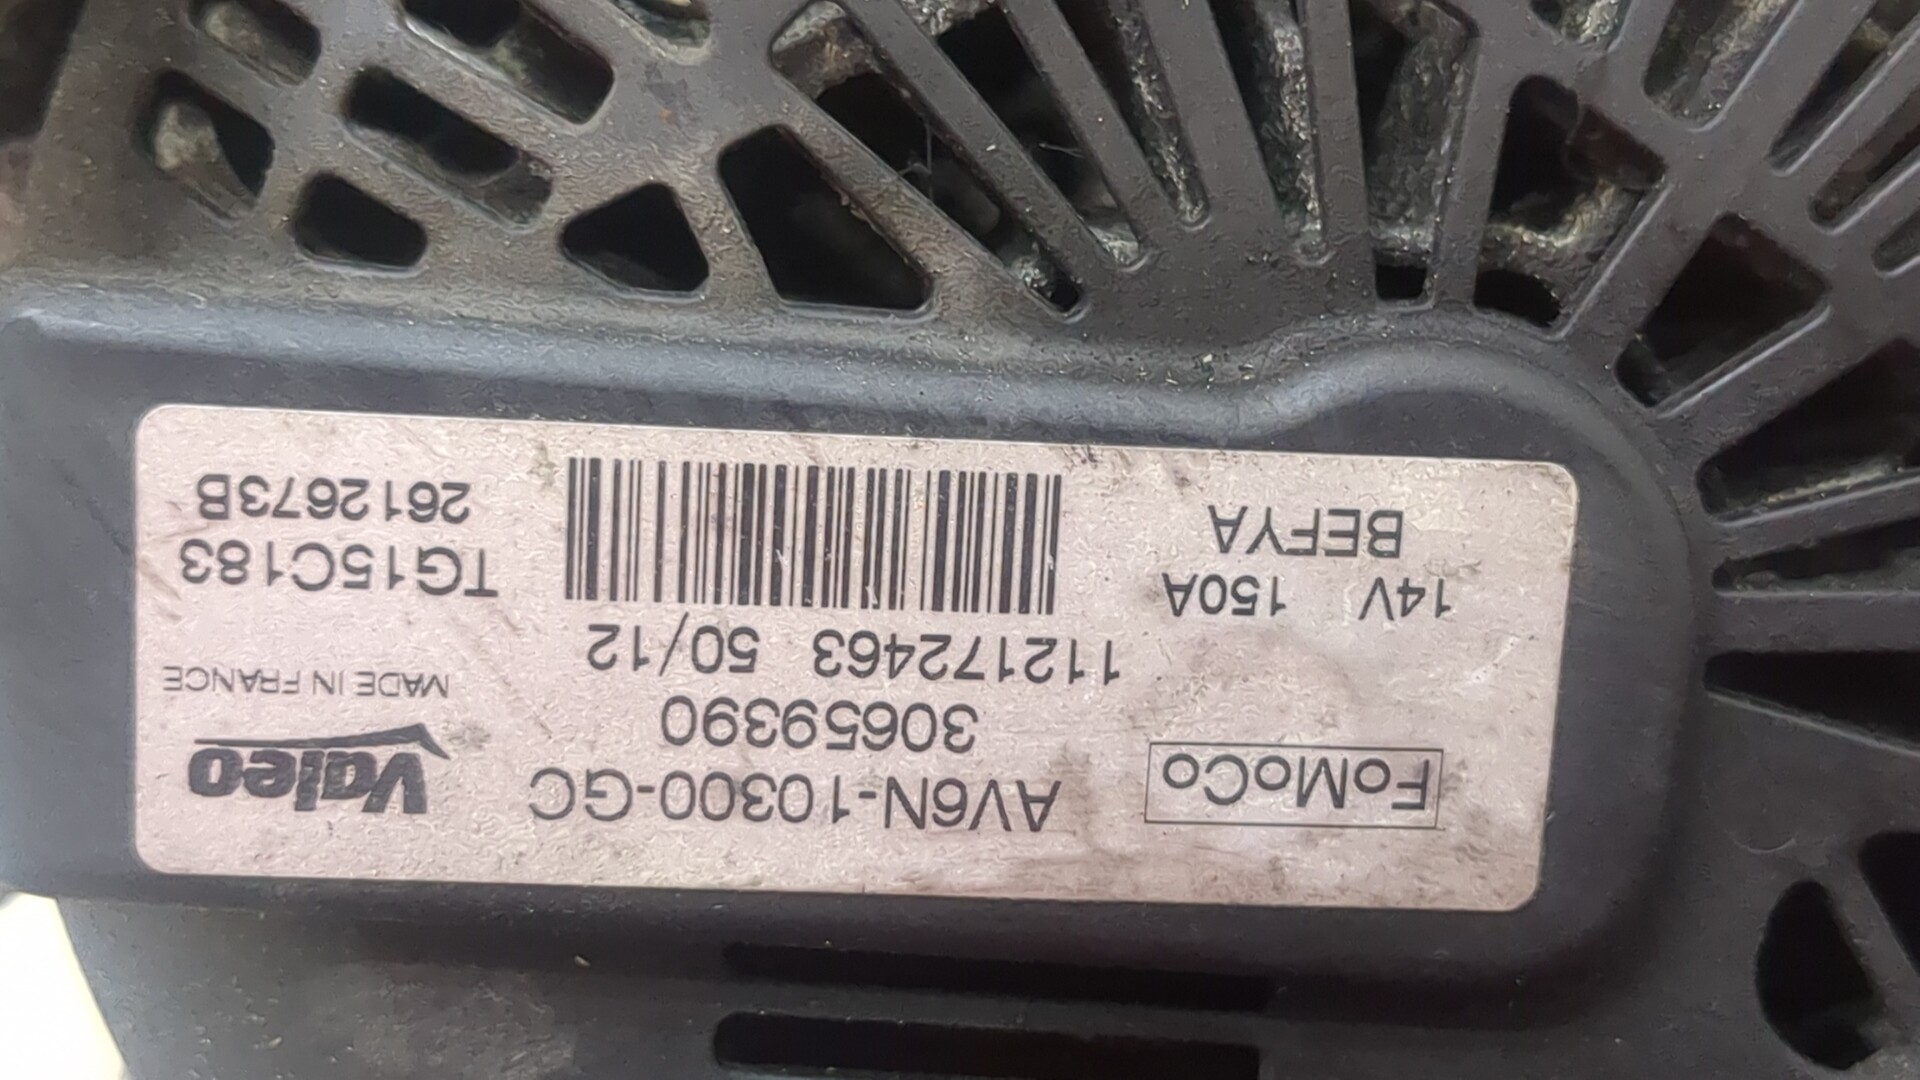 FoMoCo
AV6N-10300-GC
Valeo
30659390
MADE IN FRANCE
112172463 50/12
14V 150A
TG15C183
BEFYA
2612673B